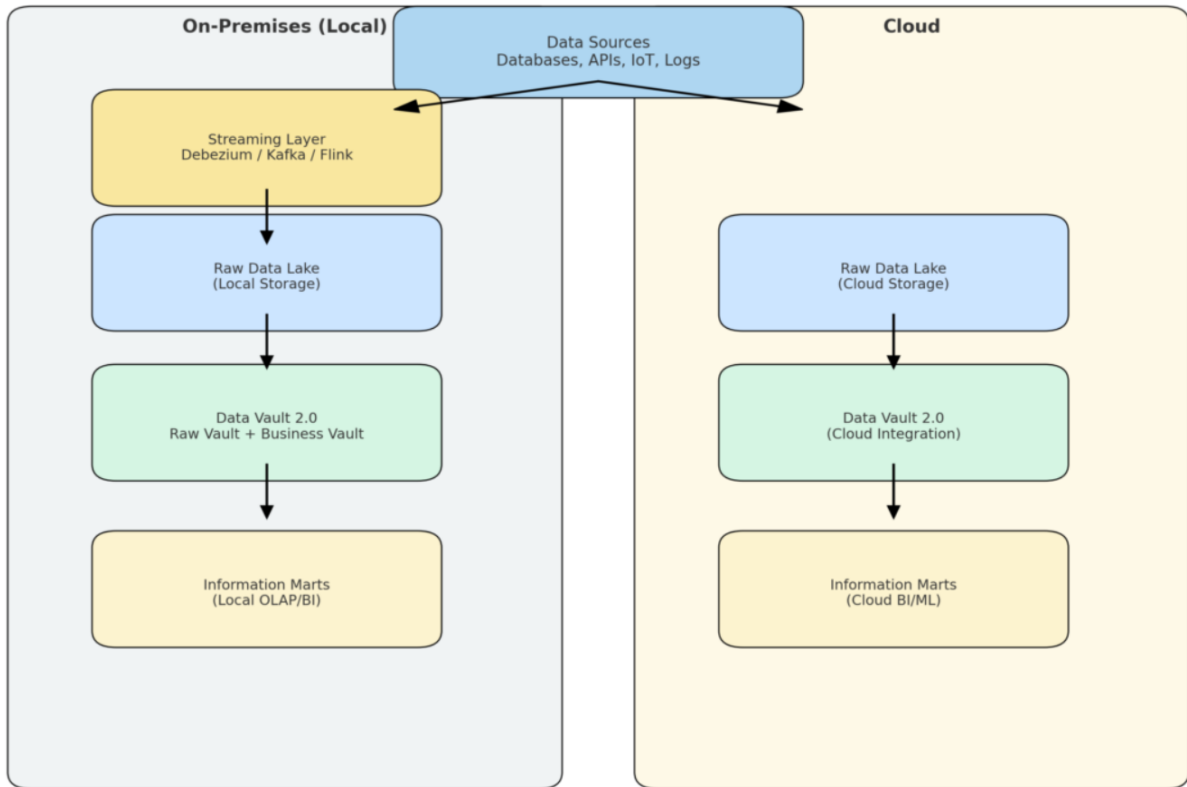 On-Premises (Local)
Cloud
Data Sources
Databases, APIs, IoT, Logs
Streaming Layer
Debezium / Kafka / Flink
Raw Data Lake
(Local Storage)
Raw Data Lake
(Cloud Storage)
Data Vault 2.0
Raw Vault + Business Vault
Data Vault 2.0
(Cloud Integration)
Information Marts
(Local OLAP/BI)
Information Marts
(Cloud BI/ML)